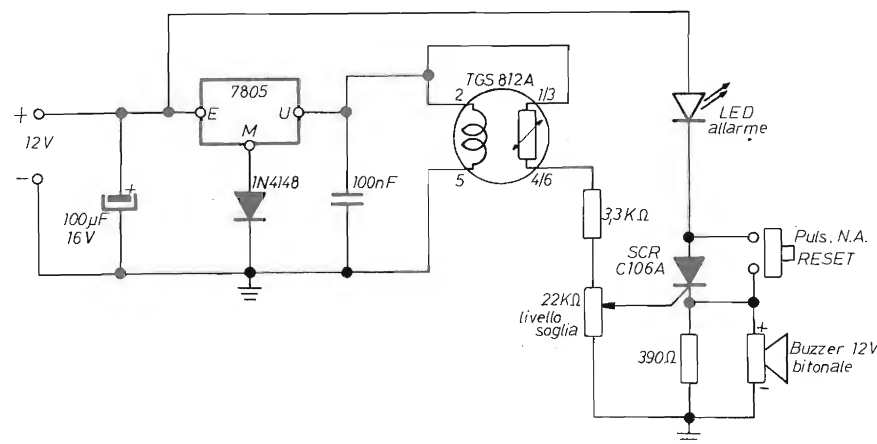 TGS 812A
7805
2
1/3
+
E
U
LED
allarme
12V
M
-
1N4148
100nF
5
4/6
+
100µF
16V
3,3KΩ
SCR
C106A
Puls. N.A.
RESET
22KΩ
livello
soglia
+
390Ω
Buzzer 12V
bitonale
-